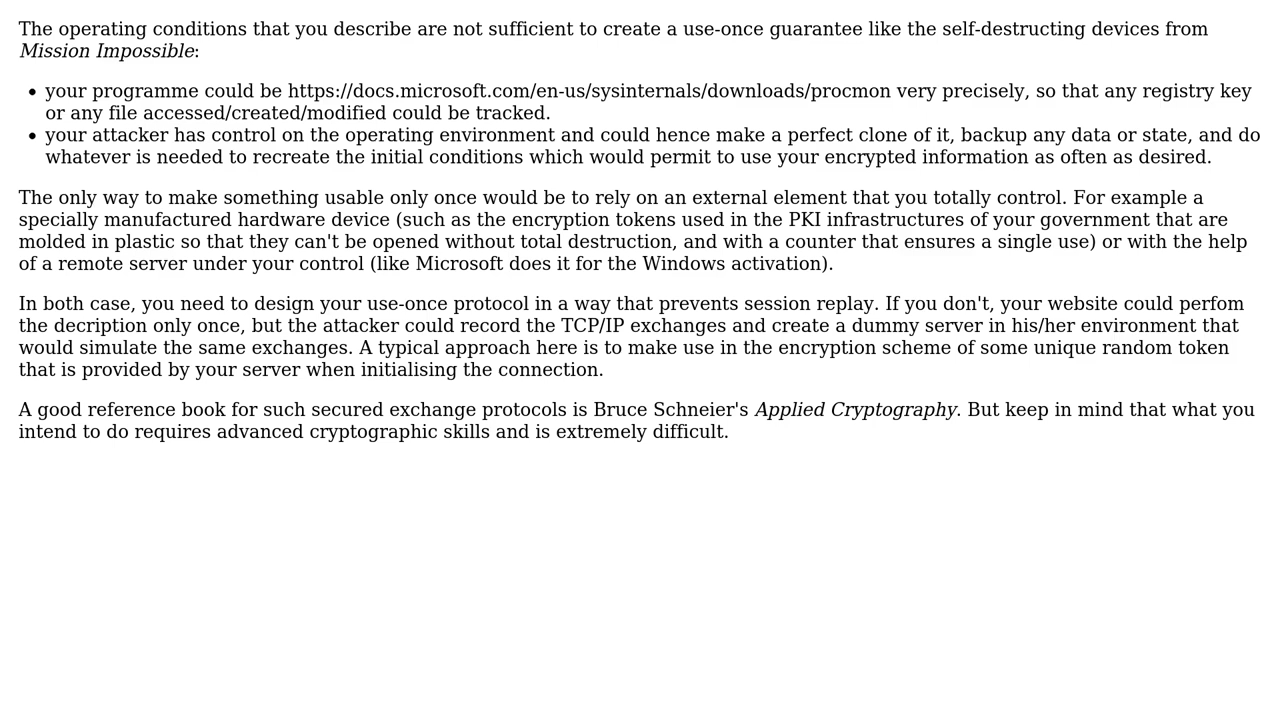 The operating conditions that you describe are not sufficient to create a use-once guarantee like the self-destructing devices from
Mission Impossible:
• your programme could be https://docs.microsoft.com/en-us/sysinternals/downloads/procmon very precisely, so that any registry key
or any file accessed/created/modified could be tracked.
• your attacker has control on the operating environment and could hence make a perfect clone of it, backup any data or state, and do
whatever is needed to recreate the initial conditions which would permit to use your encrypted information as often as desired.
The only way to make something usable only once would be to rely on an external element that you totally control. For example a
specially manufactured hardware device (such as the encryption tokens used in the PKI infrastructures of your government that are
molded in plastic so that they can't be opened without total destruction, and with a counter that ensures a single use) or with the help
of a remote server under your control (like Microsoft does it for the Windows activation).
In both case, you need to design your use-once protocol in a way that prevents session replay. If you don't, your website could perfom
the decription only once, but the attacker could record the TCP/IP exchanges and create a dummy server in his/her environment that
would simulate the same exchanges. A typical approach here is to make use in the encryption scheme of some unique random token
that is provided by your server when initialising the connection.
A good reference book for such secured exchange protocols is Bruce Schneier's Applied Cryptography. But keep in mind that what you
intend to do requires advanced cryptographic skills and is extremely difficult.